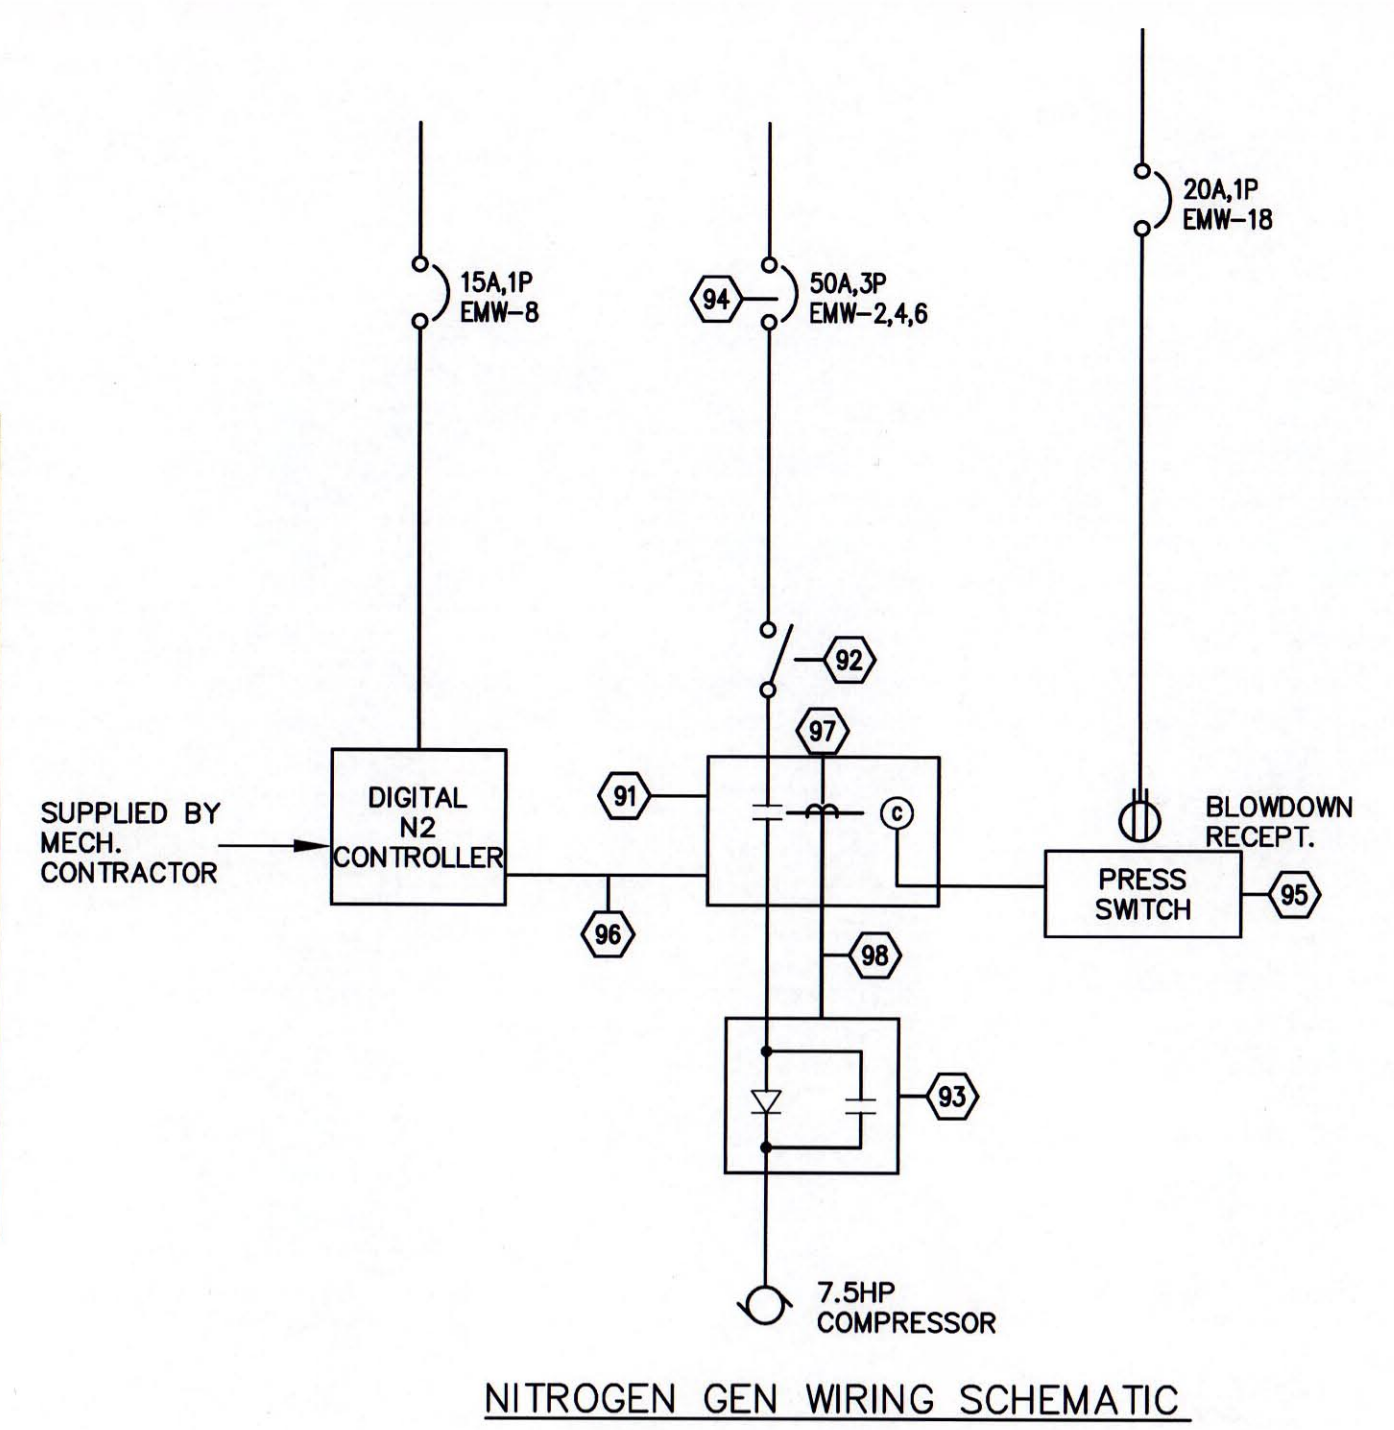 20A,1P
EMW-18
15A,1P
EMW-8
94
50A,3P
EMW-2,4,6
92
97
91
C
DIGITAL
N2
CONTROLLER
SUPPLIED BY
MECH.
CONTRACTOR
BLOWDOWN
RECEPT.
PRESS
SWITCH
95
96
98
93
7.5HP
COMPRESSOR
NITROGEN GEN WIRING SCHEMATIC